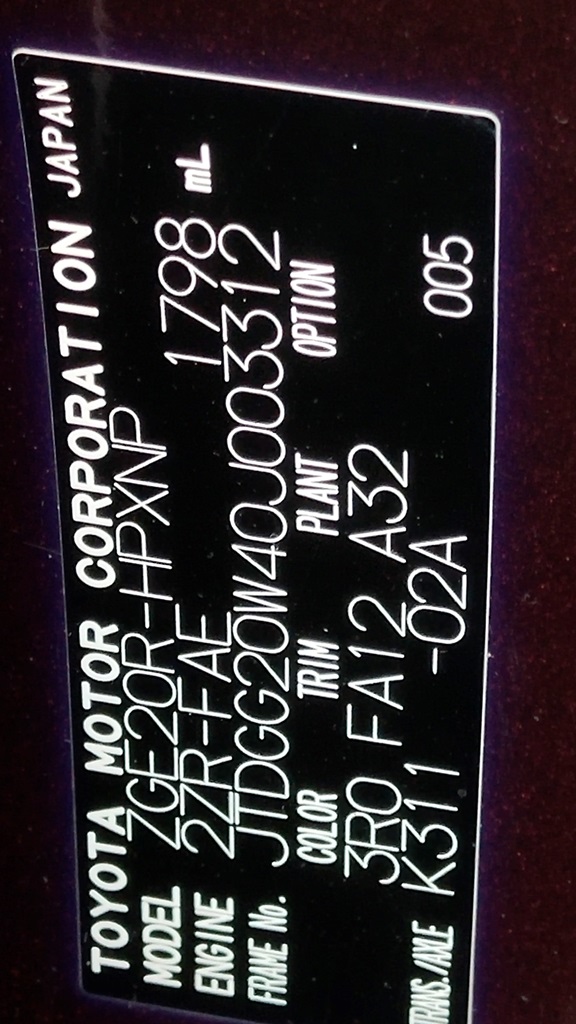 TOYOTA MOTOR CORPORATION JAPAN
MODEL ZGE20R-HPXNP
ENGINE 2ZR-FAE 1798 mL
FRAME No. JTDGG20W40J003312
COLOR TRIM PLANT OPTION
3R0 FA12 A32
TRANS./AXLE K311 -02A 005